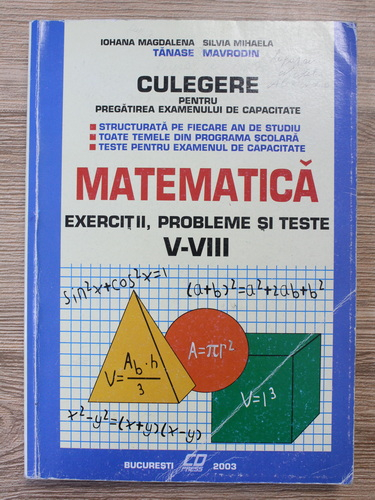 IOHANA MAGDALENA SILVIA MIHAELA
TĂNASE MAVRODIN
CULEGERE
PENTRU
PREGĂTIREA EXAMENULUI DE CAPACITATE
STRUCTURATĂ PE FIECARE AN DE STUDIU
TOATE TEMELE DIN PROGRAMA ȘCOLARĂ
TESTE PENTRU EXAMENUL DE CAPACITATE
MATEMATICĂ
EXERCIȚII, PROBLEME ȘI TESTE
V-VIII
sin²x+cos²x=1
(a+b)²=a²+2ab+b²
A=πr²
V=Ab·h/3
V=l³
x²-y²=(x+y)(x-y)
BUCUREȘTI CD PRESS 2003